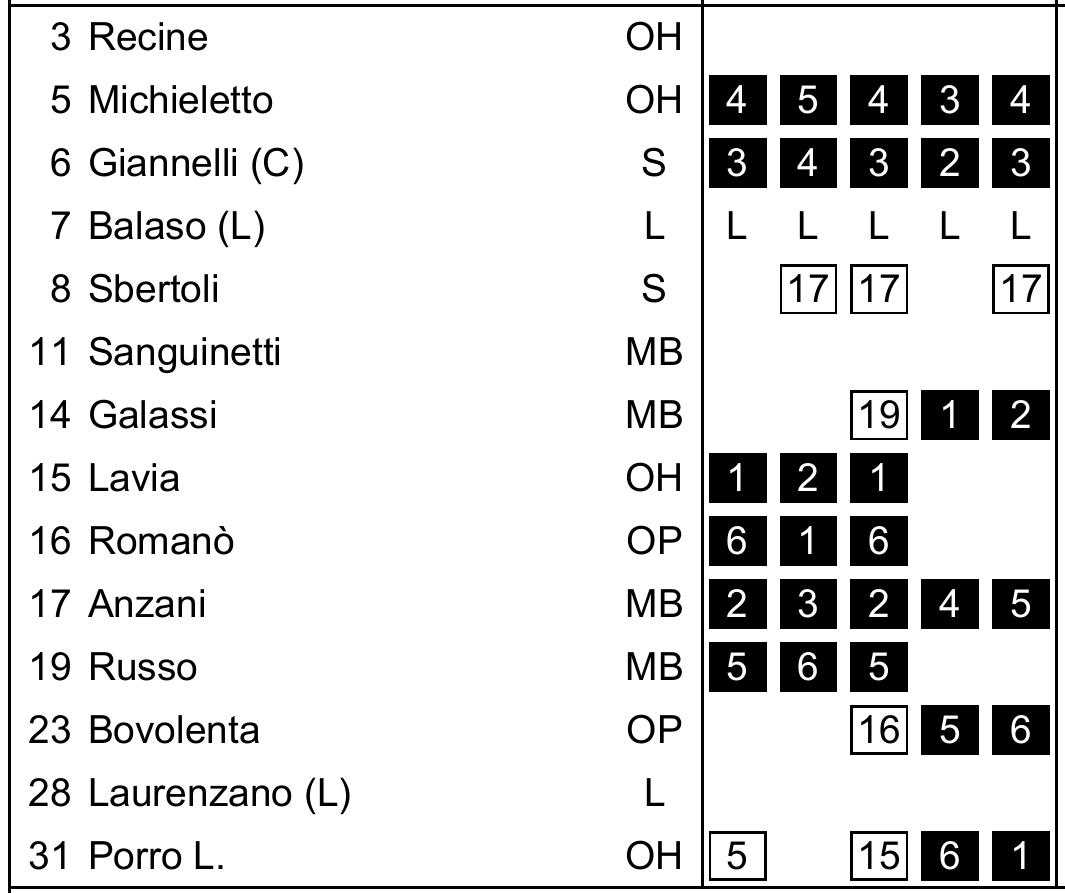 3 Recine OH
5 Michieletto OH 4 5 4 3 4
6 Giannelli (C) S 3 4 3 2 3
7 Balaso (L) L L L L L L
8 Sbertoli S 17 17 17
11 Sanguinetti MB
14 Galassi MB 19 1 2
15 Lavia OH 1 2 1
16 Romanò OP 6 1 6
17 Anzani MB 2 3 2 4 5
19 Russo MB 5 6 5
23 Bovolenta OP 16 5 6
28 Laurenzano (L) L
31 Porro L. OH 5 15 6 1